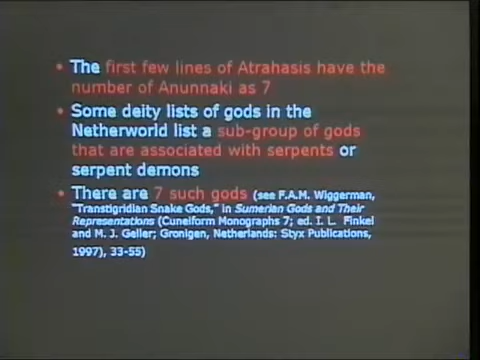 • The first few lines of Atrahasis have the
number of Anunnaki as 7
• Some deity lists of gods in the
Netherworld list a sub-group of gods
that are associated with serpents or
serpent demons
• There are 7 such gods (see F.A.M. Wiggerman,
"Transtigridian Snake Gods," in Sumerian Gods and Their
Representations (Cuneiform Monographs 7; ed. I. L. Finkel
and M. J. Geller; Gronigen, Netherlands: Styx Publications,
1997), 33-55)